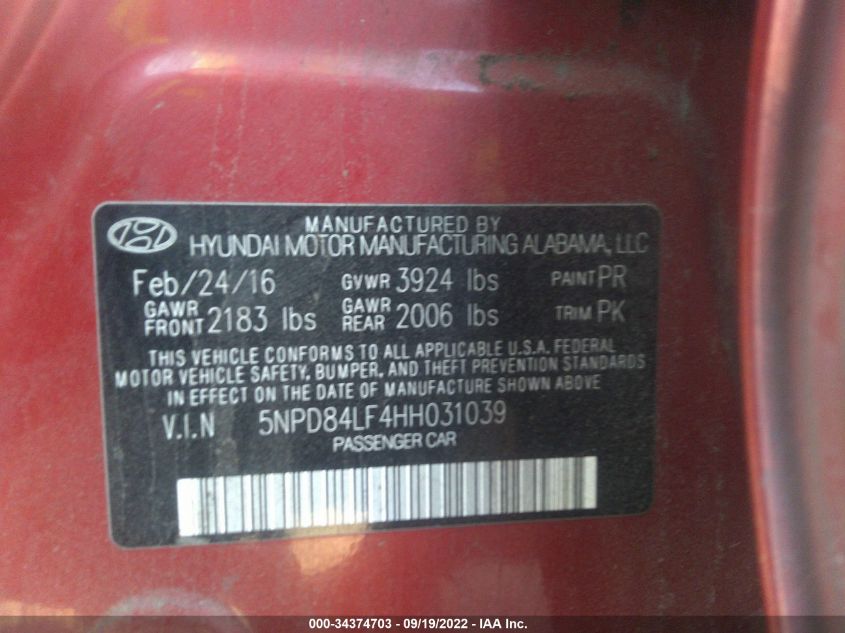 MANUFACTURED BY
HYUNDAI MOTOR MANUFACTURING ALABAMA, LLC
Feb/24/16 GVWR 3924 lbs PAINT PR
GAWR FRONT 2183 lbs GAWR REAR 2006 lbs TRIM PK
THIS VEHICLE CONFORMS TO ALL APPLICABLE U.S.A. FEDERAL
MOTOR VEHICLE SAFETY, BUMPER, AND THEFT PREVENTION STANDARDS
IN EFFECT ON THE DATE OF MANUFACTURE SHOWN ABOVE
V.I.N 5NPD84LF4HH031039
PASSENGER CAR
000-34374703 - 09/19/2022 - IAA Inc.